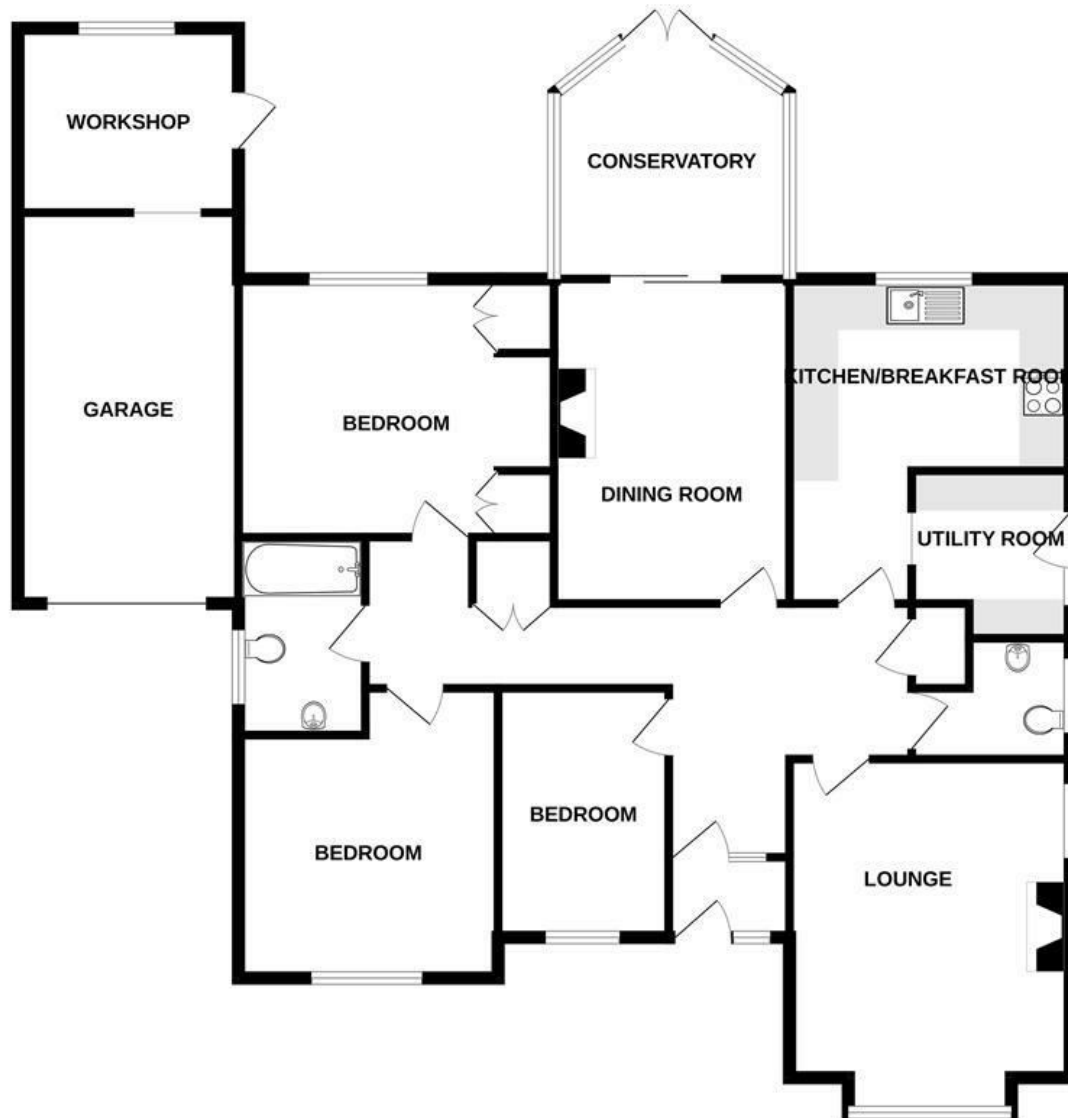 WORKSHOP
CONSERVATORY
GARAGE
BEDROOM
DINING ROOM
KITCHEN/BREAKFAST ROOM
UTILITY ROOM
BEDROOM
BEDROOM
LOUNGE